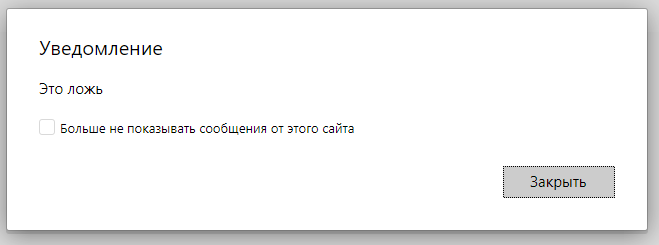 Уведомление
Это ложь
Больше не показывать сообщения от этого сайта
Закрыть